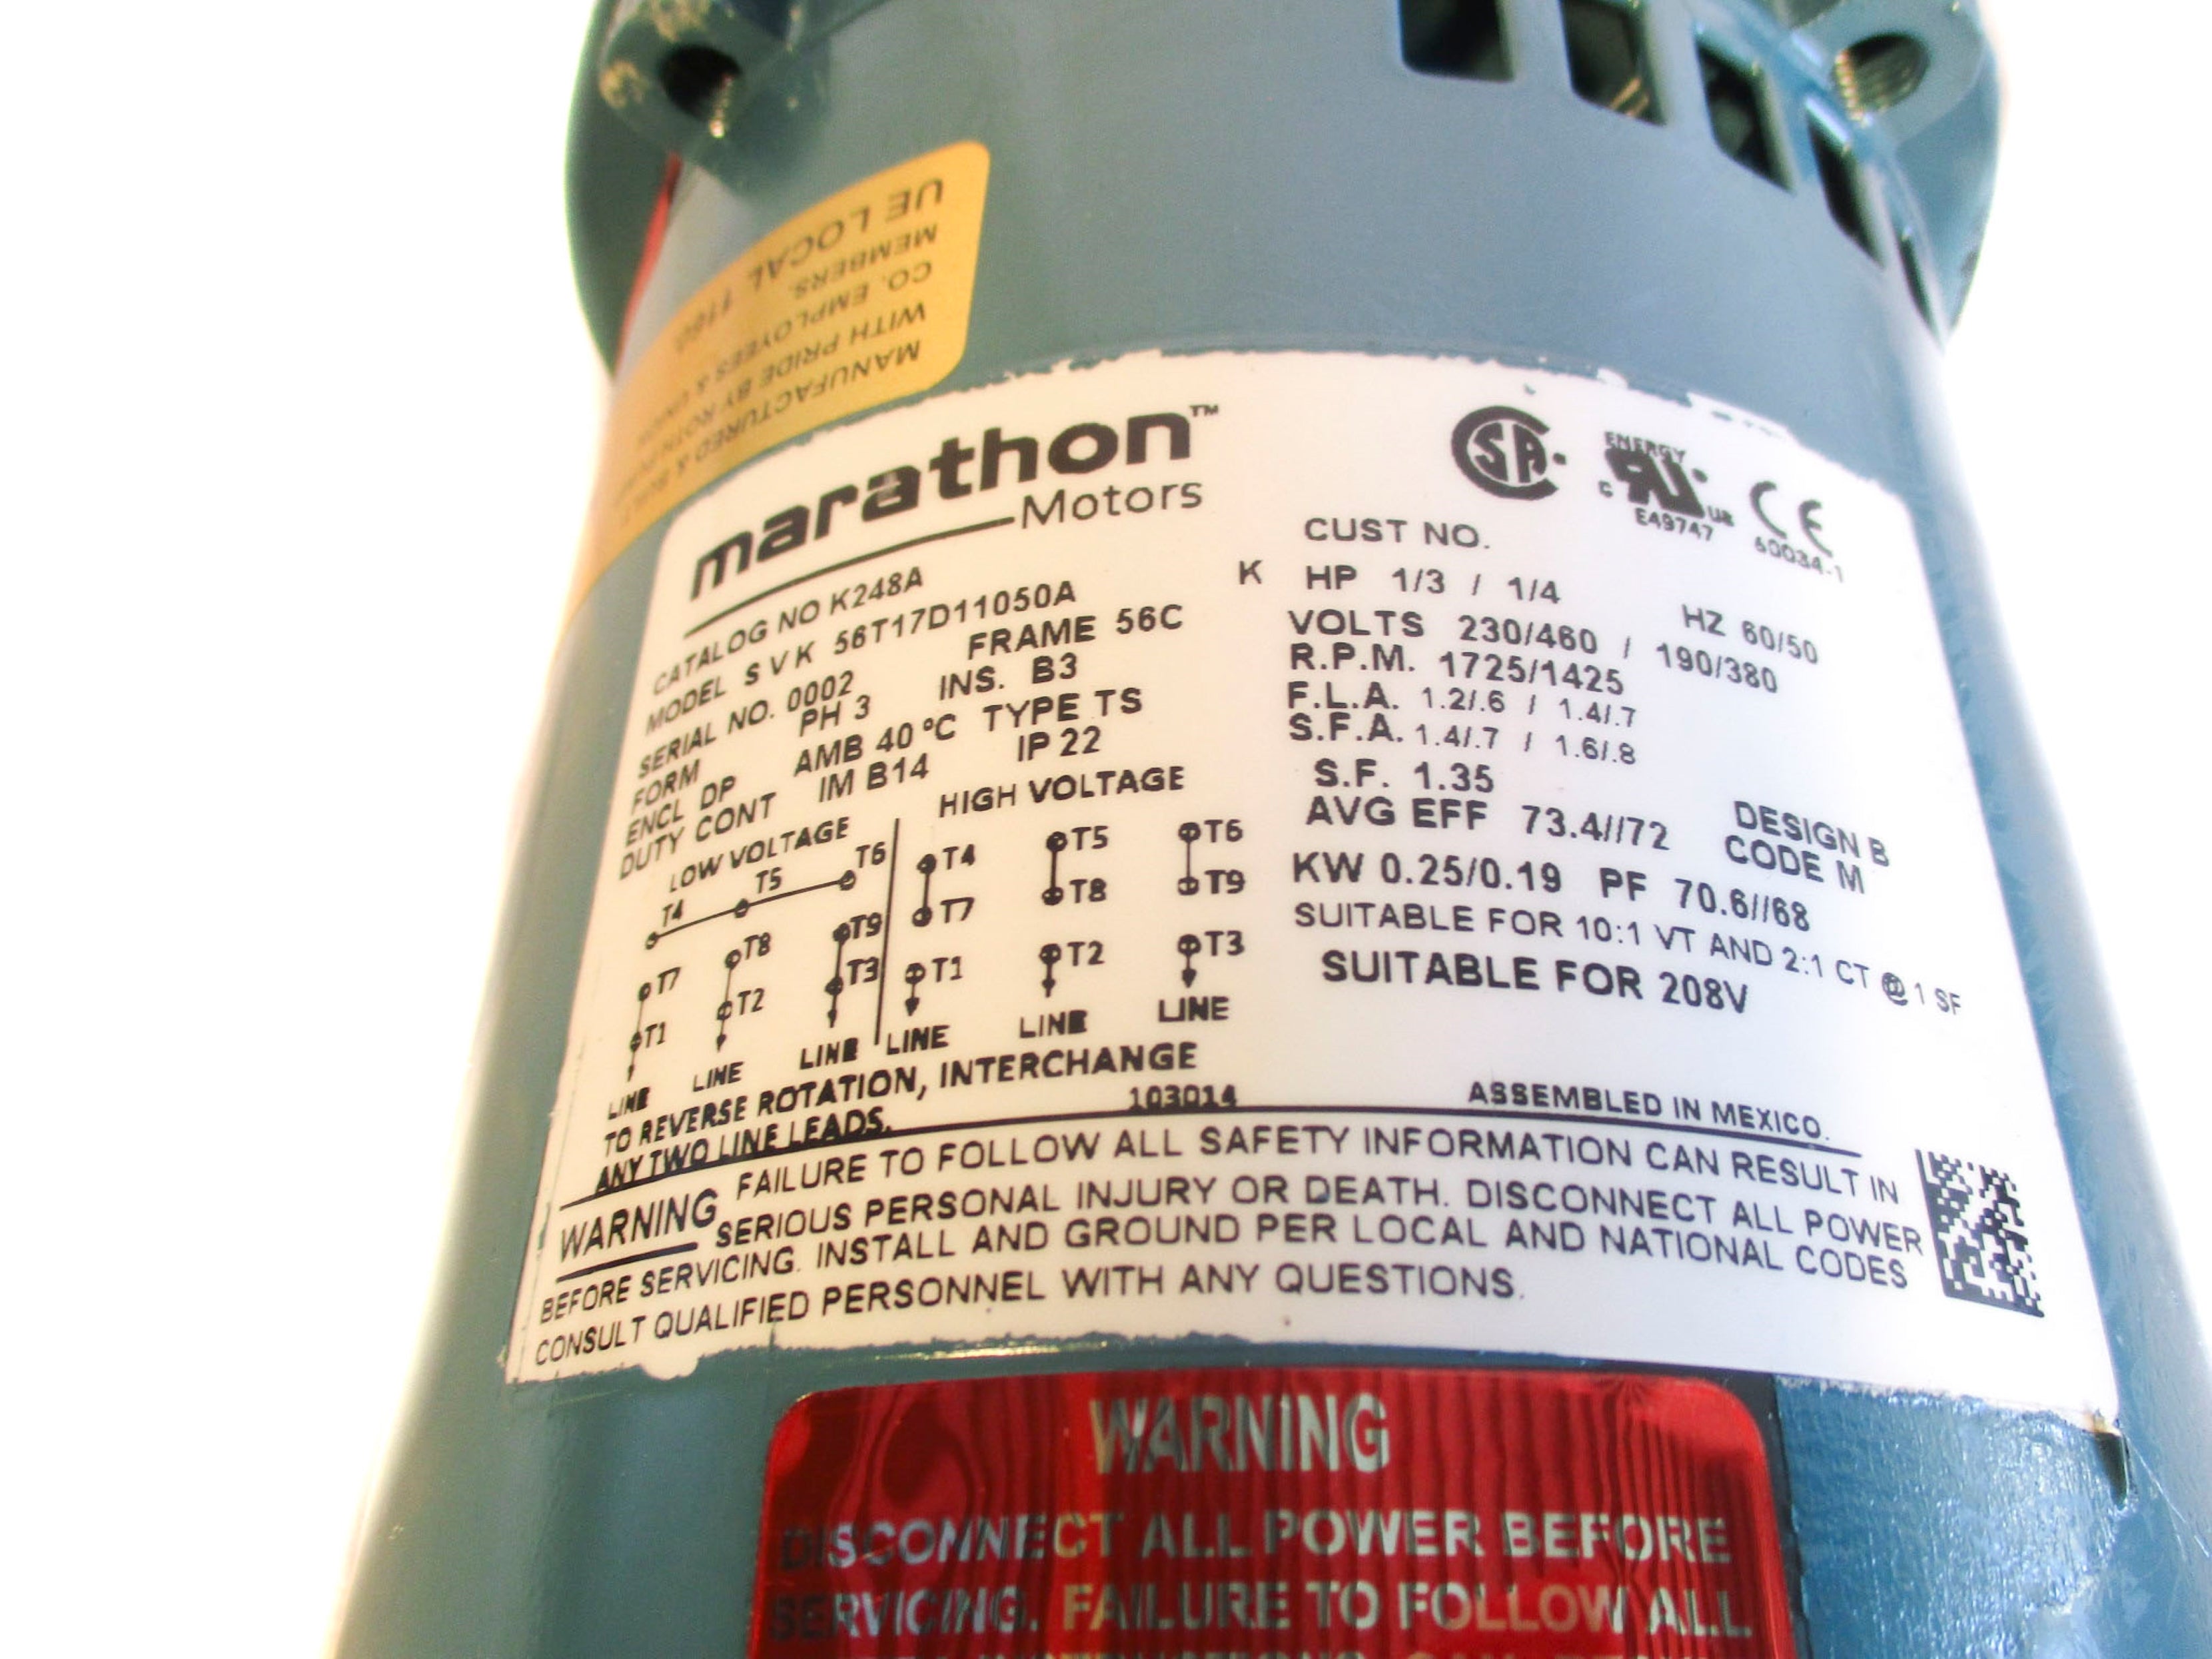 UE LOCAL
MEMBERS.
CO. EMPLOYEES &
WITH PRIDE BY ROTH
MANUFACTURED &
marathon™
Motors
CSA
ENERGY
C US
E49747
CE
60034-1
CATALOG NO K248A
MODEL SVK 56T17D11050A
SERIAL NO. 0002 FRAME 56C
FORM PH 3 INS. B3
ENCL DP AMB 40 °C TYPE TS
DUTY CONT IM B14 IP 22
CUST NO.
K HP 1/3 / 1/4 HZ 60/50
VOLTS 230/460 / 190/380
R.P.M. 1725/1425
F.L.A. 1.2/.6 / 1.4/.7
S.F.A. 1.4/.7 / 1.6/.8
S.F. 1.35 DESIGN B
AVG EFF 73.4//72 CODE M
KW 0.25/0.19 PF 70.6//68
SUITABLE FOR 10:1 VT AND 2:1 CT @ 1 SF
SUITABLE FOR 208V
LOW VOLTAGE
T4 T5 T6
T7 T8 T9
T1 T2 T3
LINE LINE LINE
HIGH VOLTAGE
T4 T5 T6
T7 T8 T9
T1 T2 T3
LINE LINE LINE
TO REVERSE ROTATION, INTERCHANGE
ANY TWO LINE LEADS.
103014
ASSEMBLED IN MEXICO.
WARNING FAILURE TO FOLLOW ALL SAFETY INFORMATION CAN RESULT IN
SERIOUS PERSONAL INJURY OR DEATH. DISCONNECT ALL POWER
BEFORE SERVICING. INSTALL AND GROUND PER LOCAL AND NATIONAL CODES
CONSULT QUALIFIED PERSONNEL WITH ANY QUESTIONS.
WARNING
DISCONNECT ALL POWER BEFORE
SERVICING. FAILURE TO FOLLOW ALL